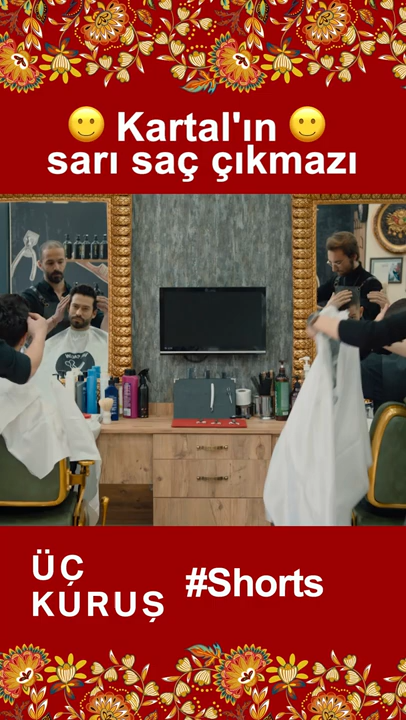 🙂 Kartal'ın 🙂
sarı saç çıkmazı
ÜÇ
KURUŞ
#Shorts